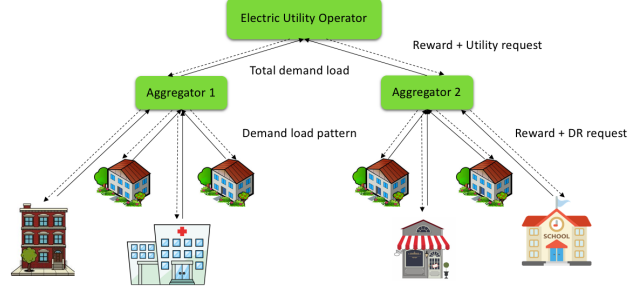 Electric Utility Operator
Reward + Utility request
Total demand load
Aggregator 1
Aggregator 2
Demand load pattern
Reward + DR request
SCHOOL